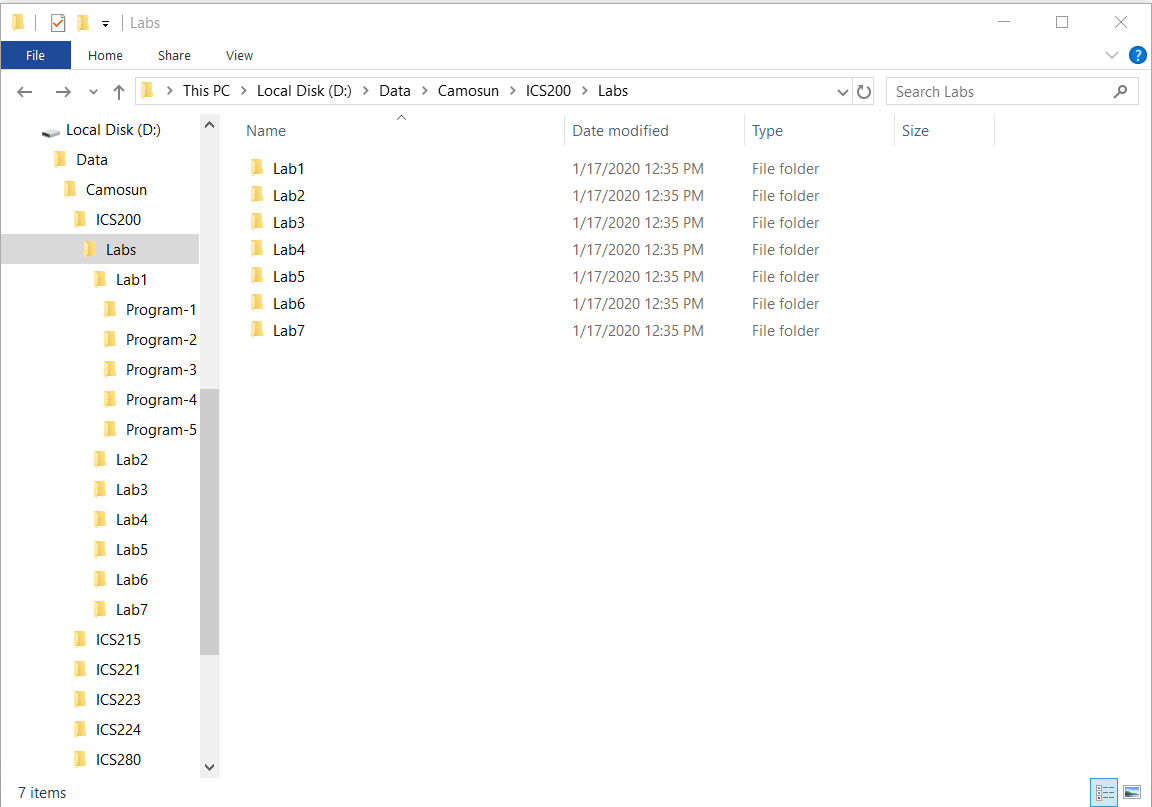 Labs
File Home Share View
This PC Local Disk (D:) Data Camosun ICS200 Labs Search Labs
Local Disk (D:)
Data
Camosun
ICS200
Labs
Lab1
Program-1
Program-2
Program-3
Program-4
Program-5
Lab2
Lab3
Lab4
Lab5
Lab6
Lab7
ICS215
ICS221
ICS223
ICS224
ICS280
Name Date modified Type Size
Lab1 1/17/2020 12:35 PM File folder
Lab2 1/17/2020 12:35 PM File folder
Lab3 1/17/2020 12:35 PM File folder
Lab4 1/17/2020 12:35 PM File folder
Lab5 1/17/2020 12:35 PM File folder
Lab6 1/17/2020 12:35 PM File folder
Lab7 1/17/2020 12:35 PM File folder
7 items